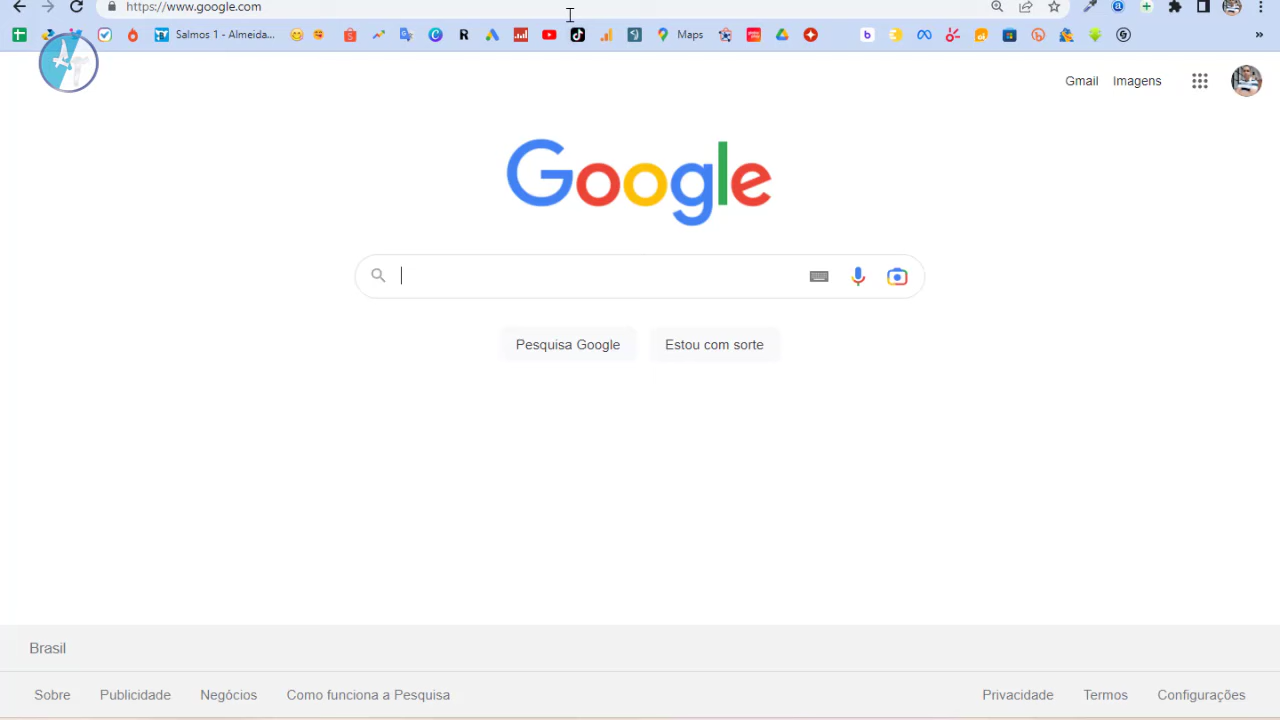 https://www.google.com
Salmos 1 - Almeida...
Maps
»
Gmail Imagens
Google
Pesquisa Google Estou com sorte
Brasil
Sobre Publicidade Negócios Como funciona a Pesquisa Privacidade Termos Configurações